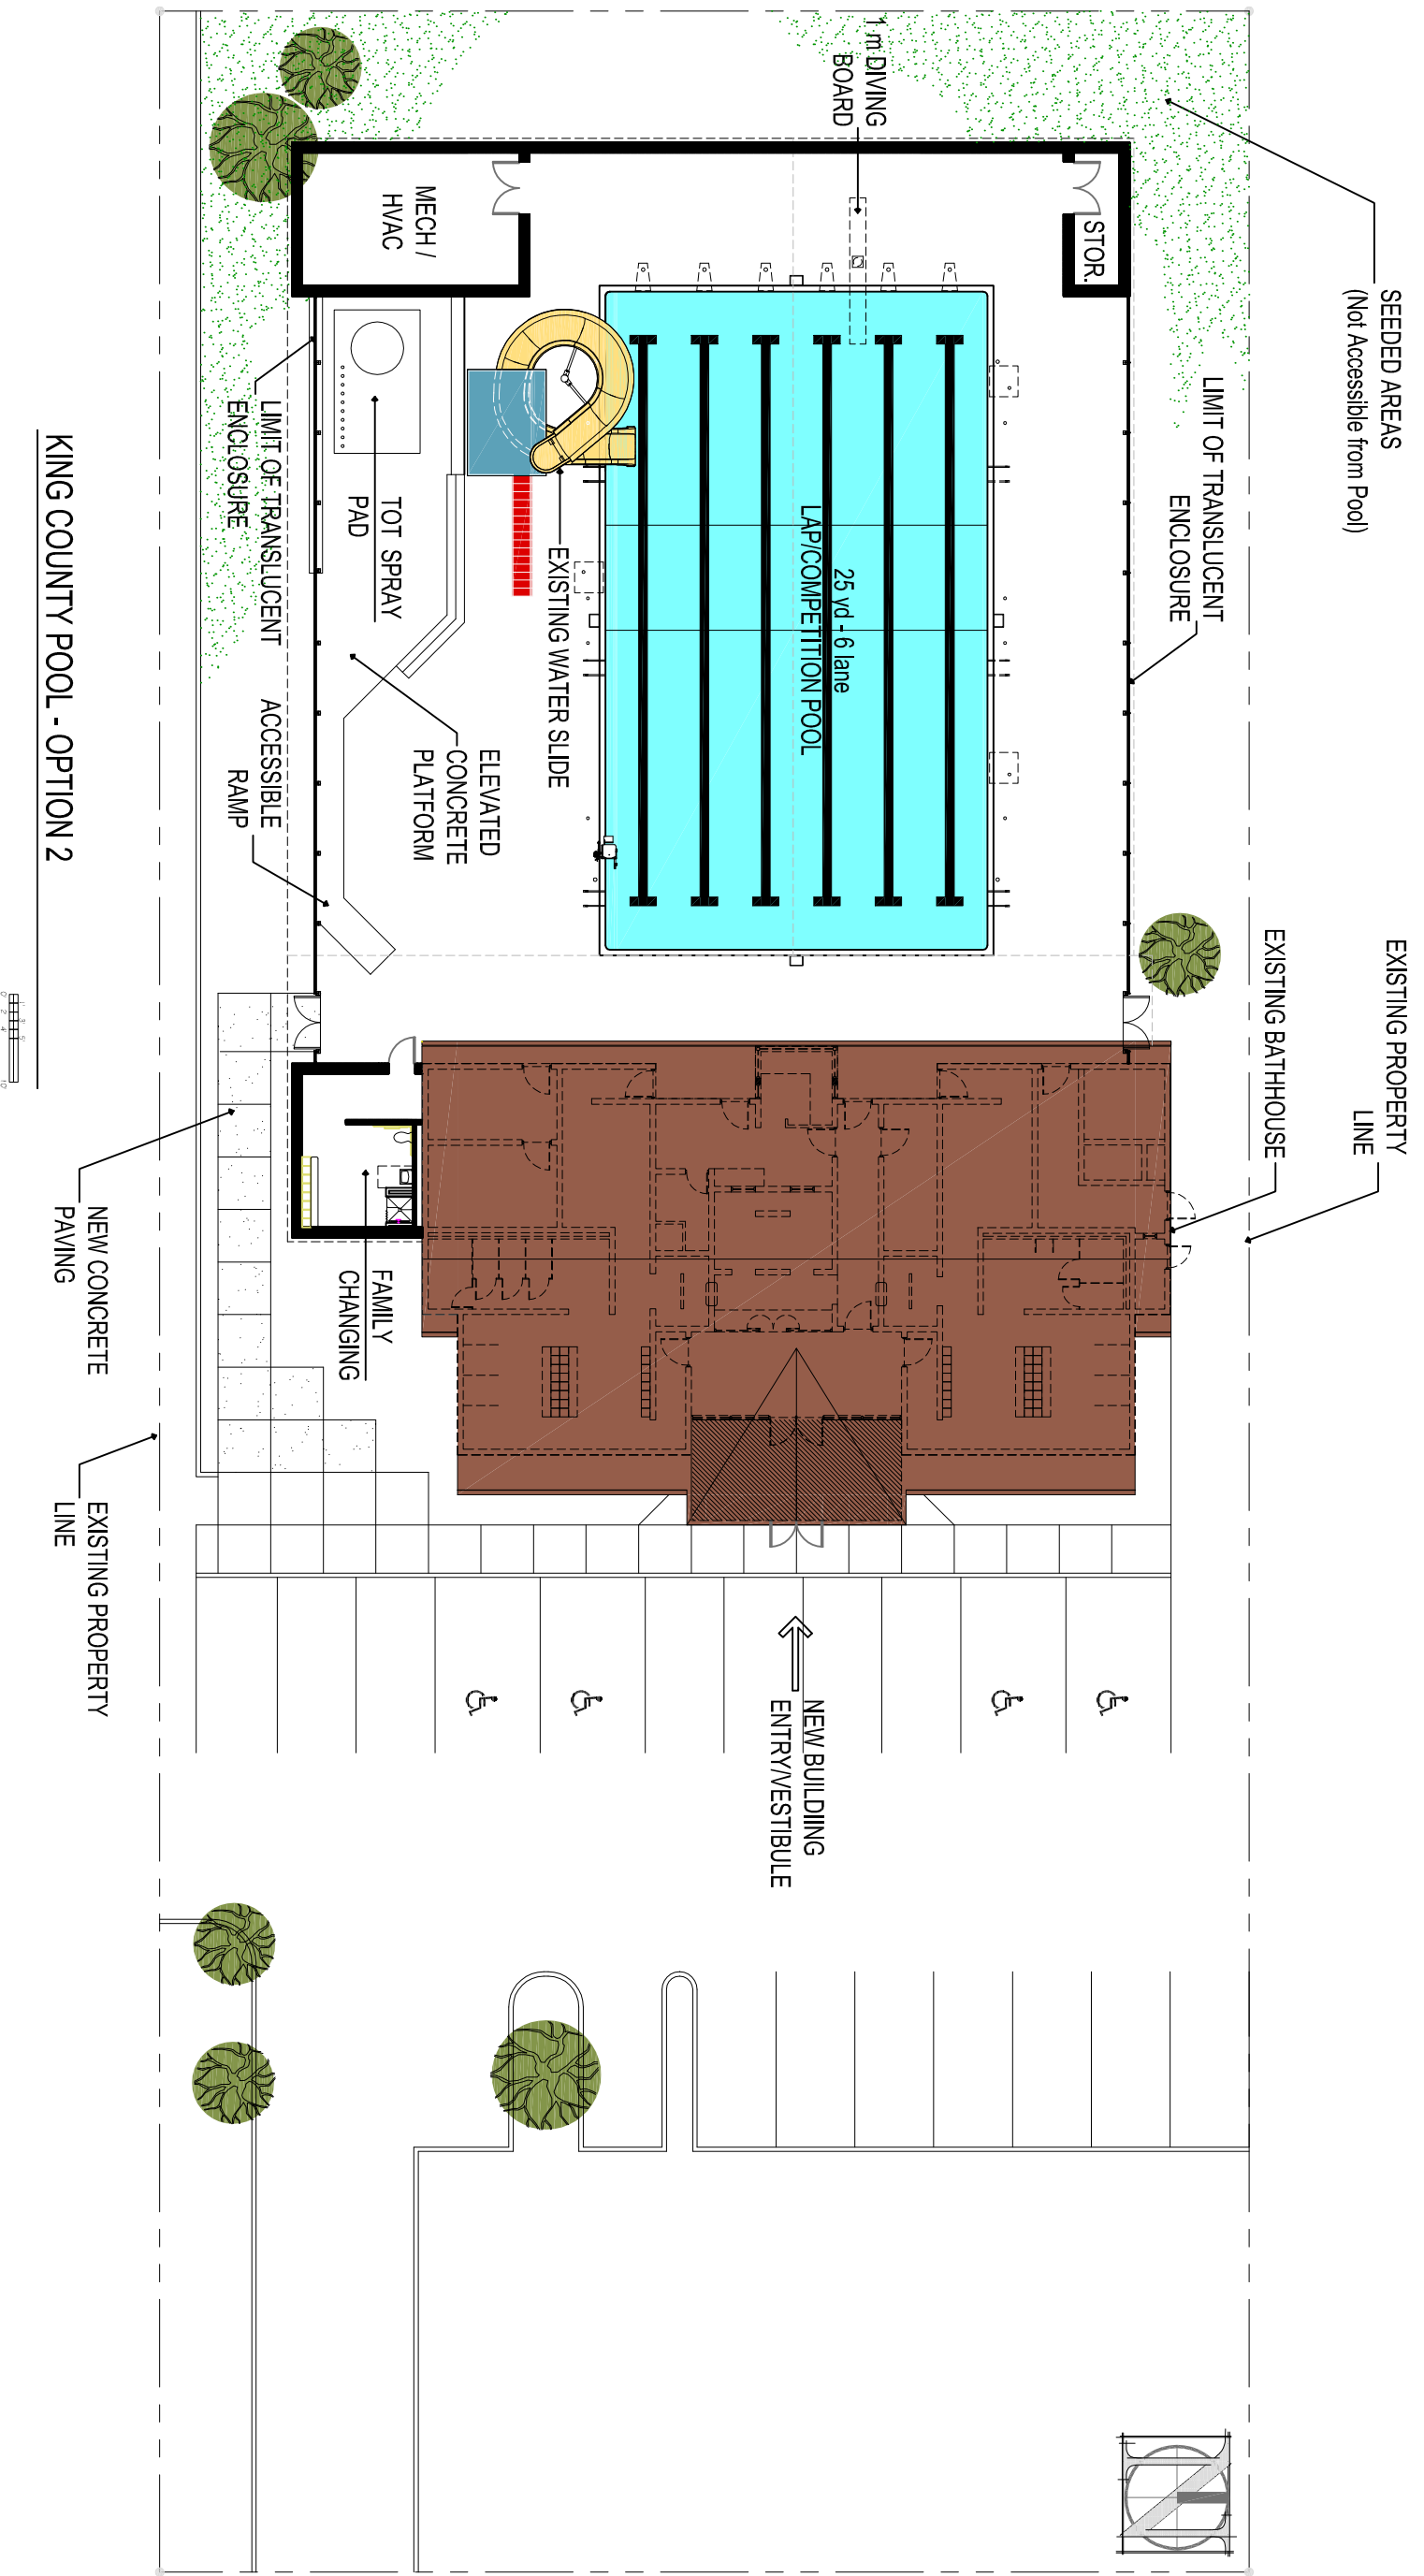 SEEDED AREAS
(Not Accessible from Pool)
EXISTING PROPERTY
LINE
LIMIT OF TRANSLUCENT
ENCLOSURE
EXISTING BATHHOUSE
1 m DIVING
BOARD
STOR.
MECH /
HVAC
25 yd - 6 lane
LAP/COMPETITION POOL
EXISTING WATER SLIDE
TOT SPRAY
PAD
ELEVATED
CONCRETE
PLATFORM
LIMIT OF TRANSLUCENT
ENCLOSURE
ACCESSIBLE
RAMP
FAMILY
CHANGING
NEW BUILDIING
ENTRY/VESTIBULE
NEW CONCRETE
PAVING
EXISTING PROPERTY
LINE
KING COUNTY POOL - OPTION 2